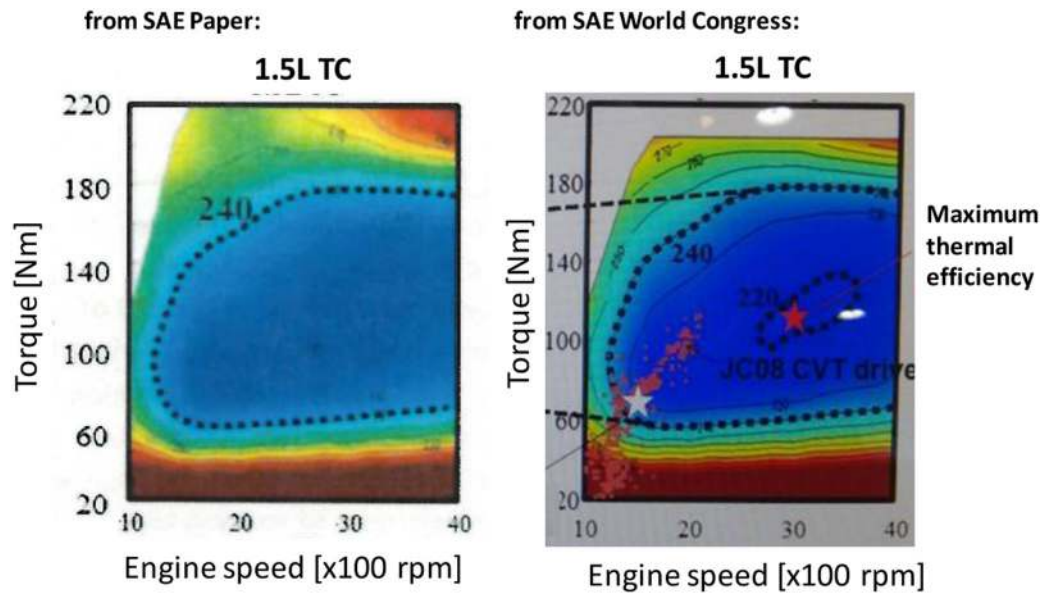 from SAE Paper:
1.5L TC
220
180
140
100
60
20
240
10
20
30
40
Torque [Nm]
Engine speed [x100 rpm]
from SAE World Congress:
1.5L TC
220
180
140
100
60
20
270
240
220
JC08 CVT drive
10
20
30
40
Torque [Nm]
Engine speed [x100 rpm]
Maximum
thermal
efficiency